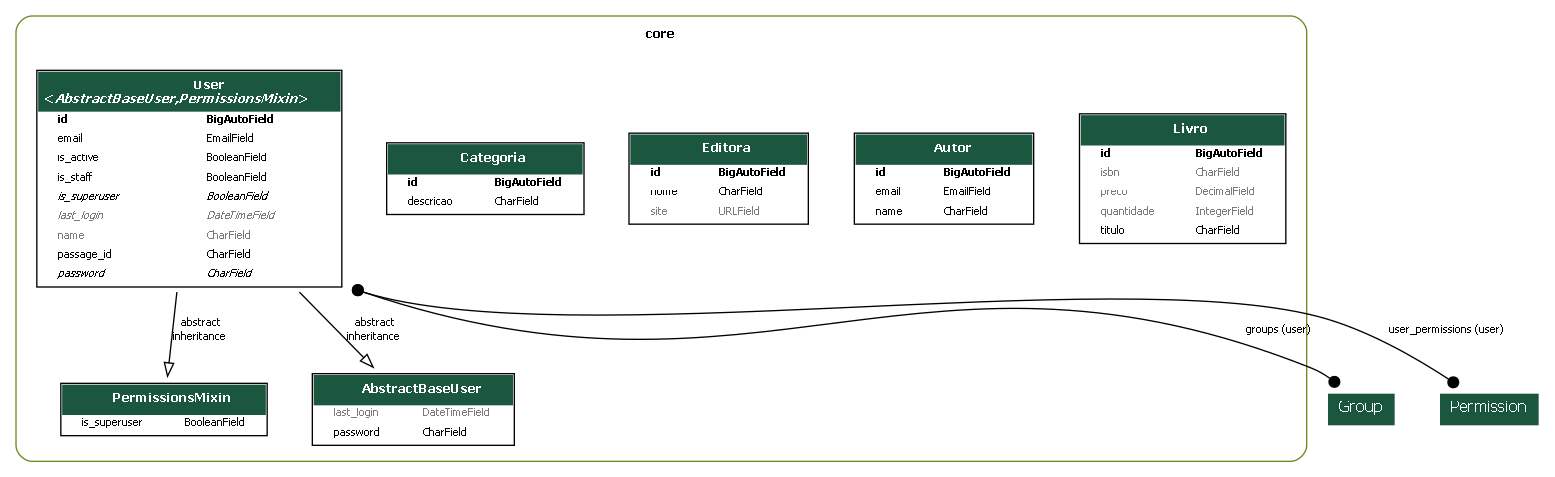 core
User
<AbstractBaseUser,PermissionsMixin>
id BigAutoField
email EmailField
is_active BooleanField
is_staff BooleanField
is_superuser BooleanField
last_login DateTimeField
name CharField
passage_id CharField
password CharField
Categoria
id BigAutoField
descricao CharField
Editora
id BigAutoField
nome CharField
site URLField
Autor
id BigAutoField
email EmailField
name CharField
Livro
id BigAutoField
isbn CharField
preco DecimalField
quantidade IntegerField
titulo CharField
abstract
inheritance
abstract
inheritance
groups (user)
user_permissions (user)
PermissionsMixin
is_superuser BooleanField
AbstractBaseUser
last_login DateTimeField
password CharField
Group
Permission